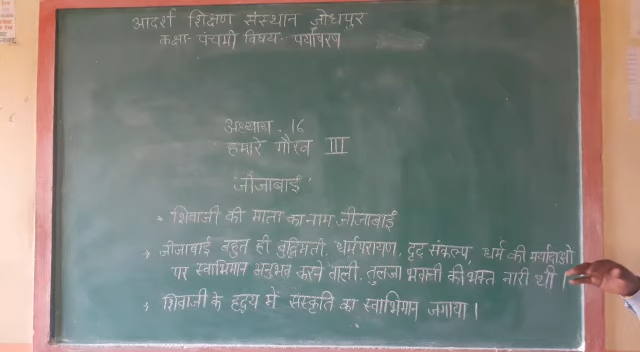 आदर्श शिक्षण संस्थान जोधपुर
कक्षा- पंचमी विषय- पर्यावरण
अध्याय - 16
हमारे गौरव III
जीजाबाई
शिवाजी की माता का नाम जीजाबाई
जीजाबाई बहुत ही बुद्धिमती, धर्मपरायण, दृढ़ संकल्प, धर्म की मर्यादाओ
पर स्वाभिमान अनुभव करने वाली. तुलजा भवानी की भक्त नारी थी ।
शिवाजी के हृदय में संस्कृति का स्वाभिमान जगाया ।